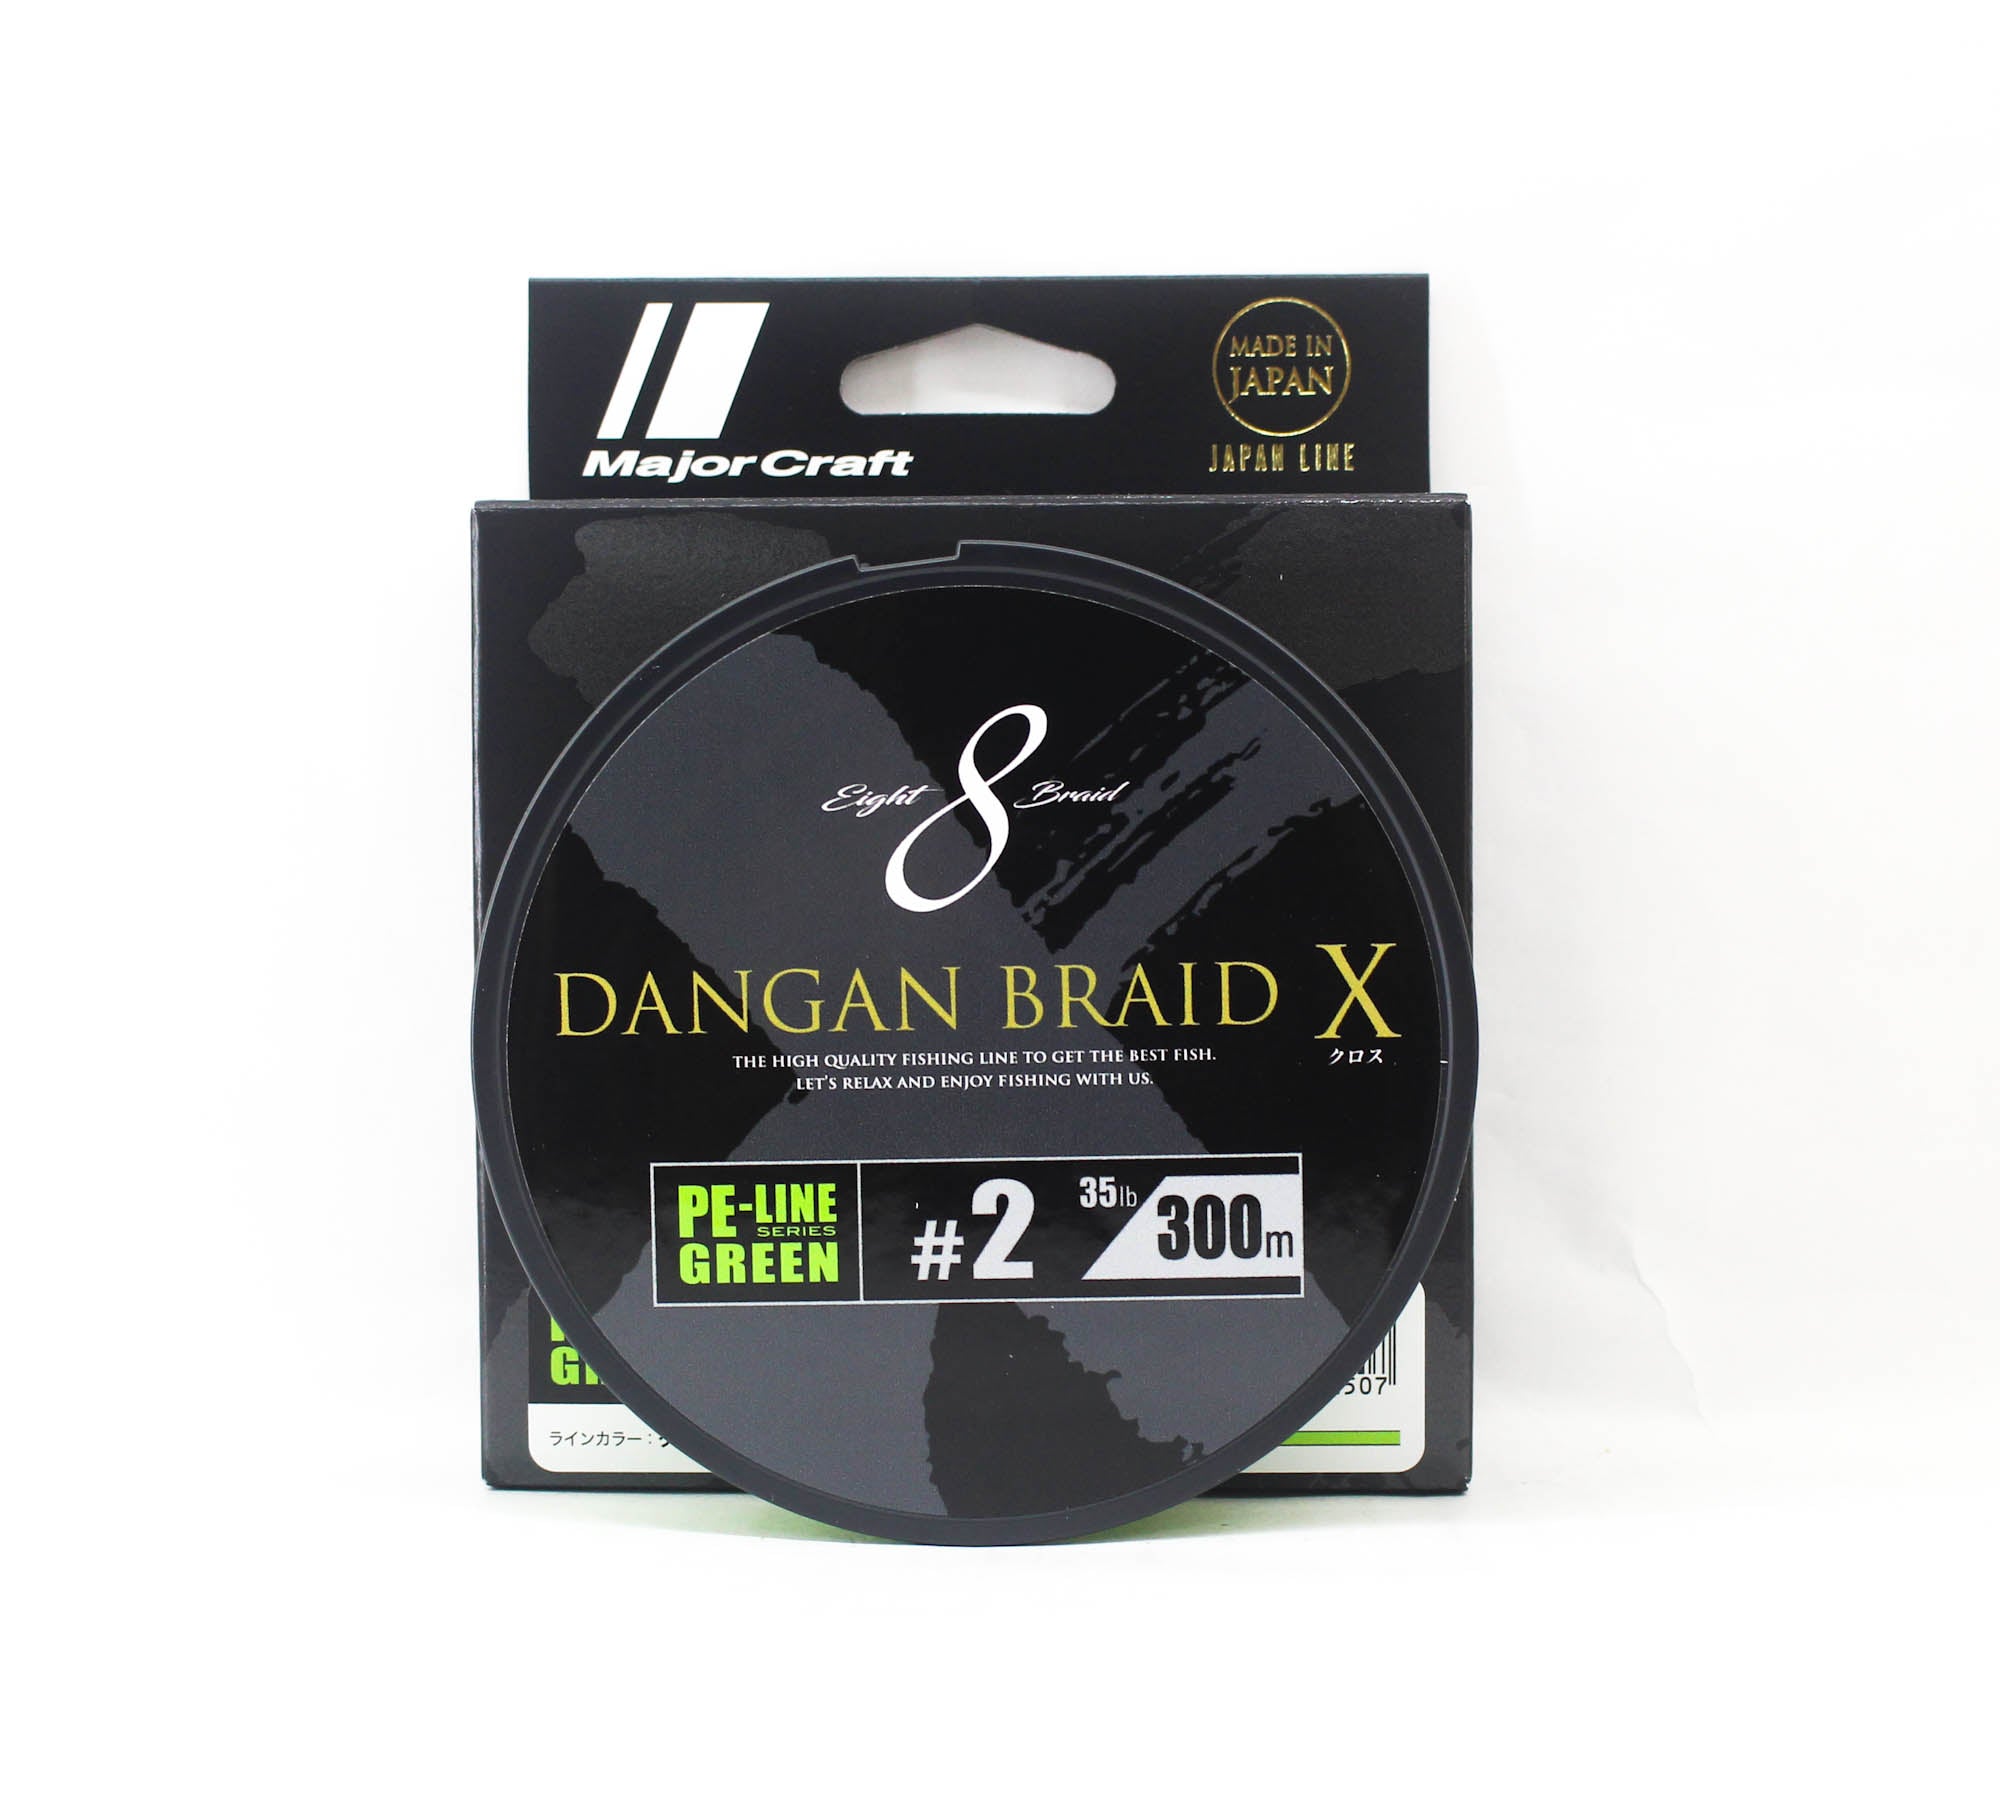 MajorCraft
MADE IN
JAPAN
JAPAN LINE
Eight 8 Braid
DANGAN BRAID X
クロス
THE HIGH QUALITY FISHING LINE TO GET THE BEST FISH.
LET'S RELAX AND ENJOY FISHING WITH US.
PE-LINE
SERIES
GREEN
#2
35lb
300m
507
ラインカラー：